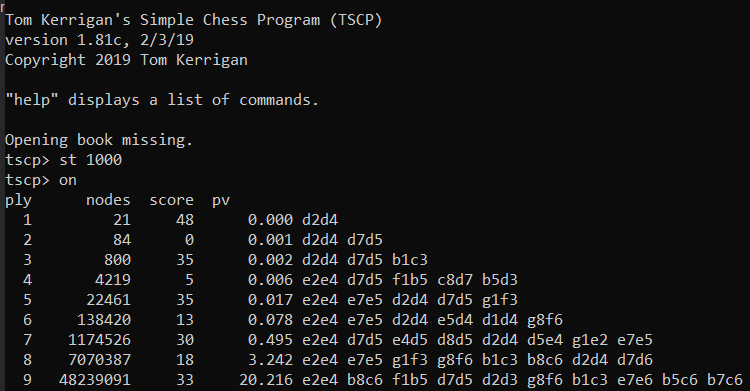 Tom Kerrigan's Simple Chess Program (TSCP)
version 1.81c, 2/3/19
Copyright 2019 Tom Kerrigan
"help" displays a list of commands.
Opening book missing.
tscp> st 1000
tscp> on
ply nodes score pv
1 21 48 0.000 d2d4
2 84 0 0.001 d2d4 d7d5
3 800 35 0.002 d2d4 d7d5 b1c3
4 4219 5 0.006 e2e4 d7d5 f1b5 c8d7 b5d3
5 22461 35 0.017 e2e4 e7e5 d2d4 d7d5 g1f3
6 138420 13 0.078 e2e4 e7e5 d2d4 e5d4 d1d4 g8f6
7 1174526 30 0.495 e2e4 d7d5 e4d5 d8d5 d2d4 d5e4 g1e2 e7e5
8 7070387 18 3.242 e2e4 e7e5 g1f3 g8f6 b1c3 b8c6 d2d4 d7d6
9 48239091 33 20.216 e2e4 b8c6 f1b5 d7d5 d2d3 g8f6 b1c3 e7e6 b5c6 b7c6